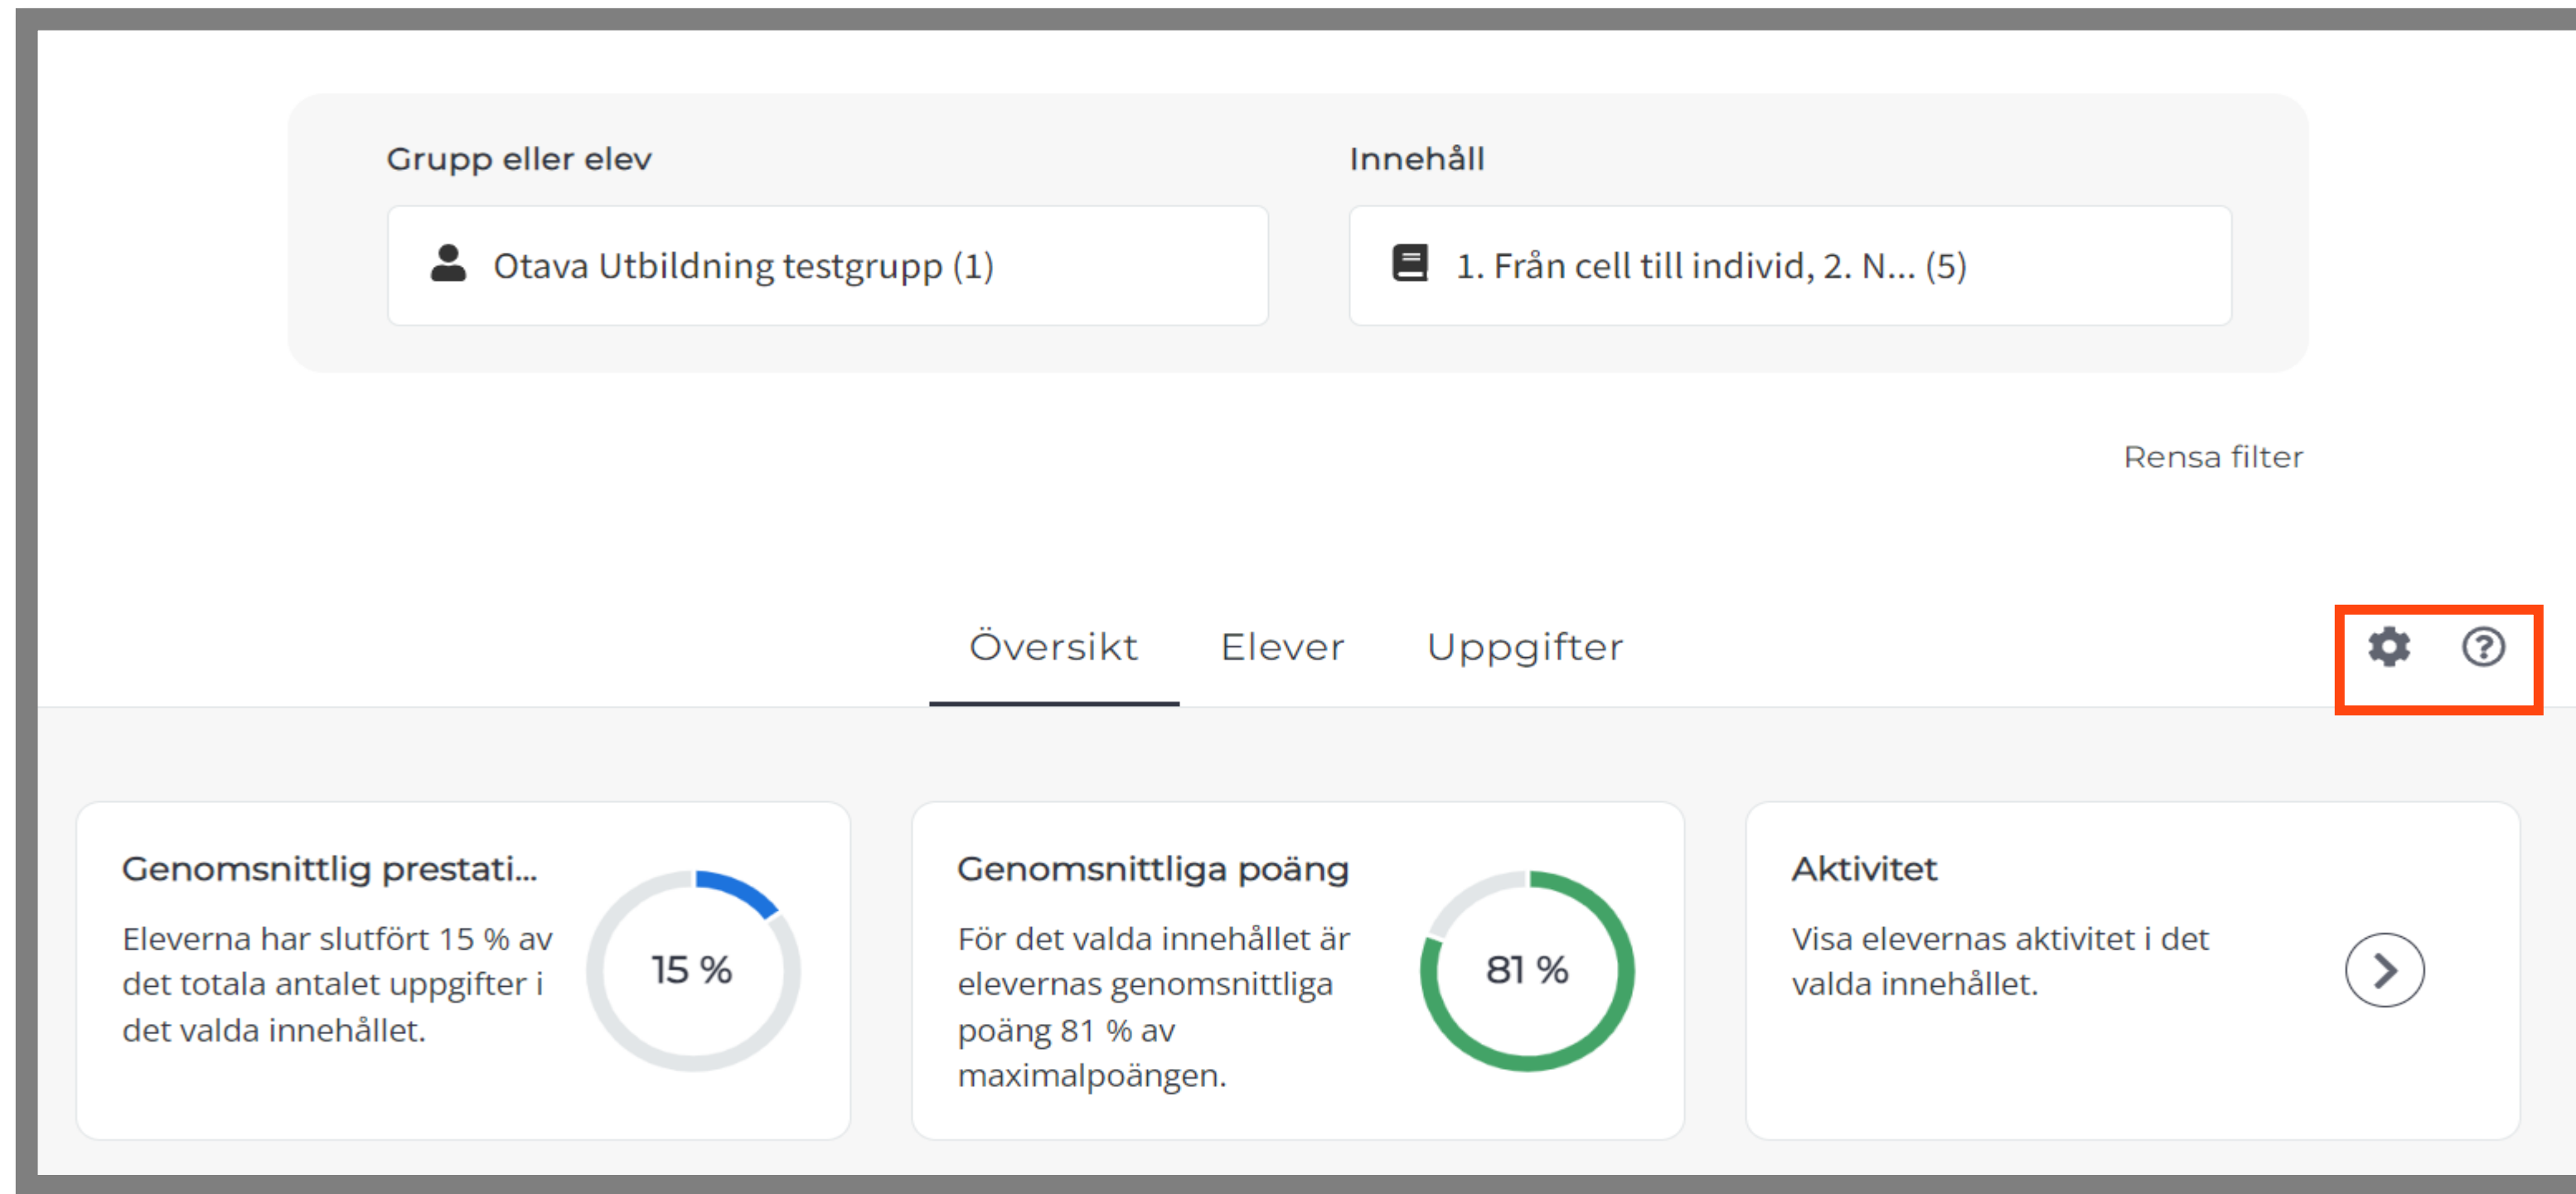 Grupp eller elev
Innehåll
Otava Utbildning testgrupp (1)
1. Från cell till individ, 2. N... (5)
Rensa filter
Översikt Elever Uppgifter
Genomsnittlig prestati...
Eleverna har slutfört 15 % av
det totala antalet uppgifter i
det valda innehållet.
15 %
Genomsnittliga poäng
För det valda innehållet är
elevernas genomsnittliga
poäng 81 % av
maximalpoängen.
81 %
Aktivitet
Visa elevernas aktivitet i det
valda innehållet.